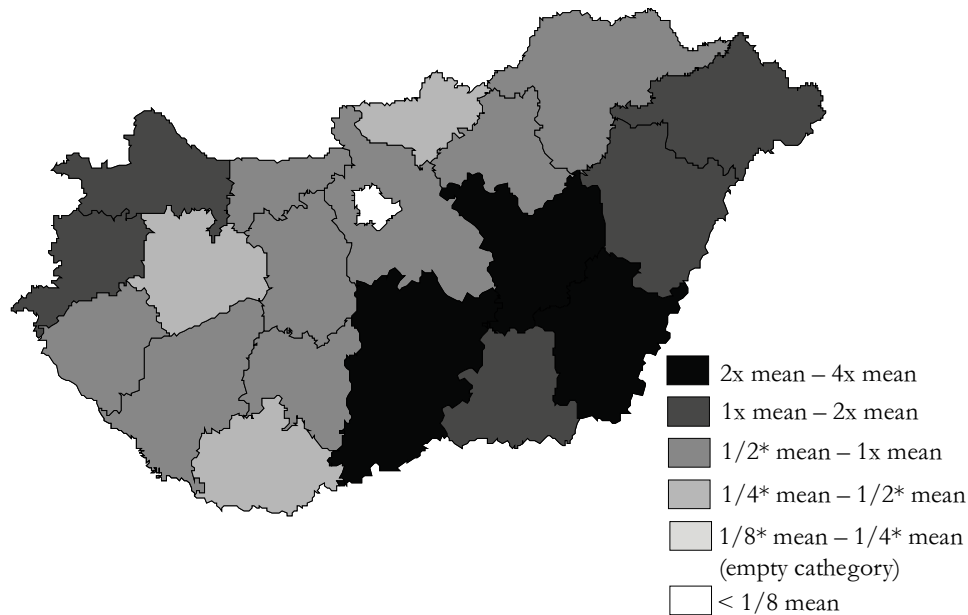 2x mean – 4x mean
1x mean – 2x mean
1/2* mean – 1x mean
1/4* mean – 1/2* mean
1/8* mean – 1/4* mean
(empty cathegory)
< 1/8 mean